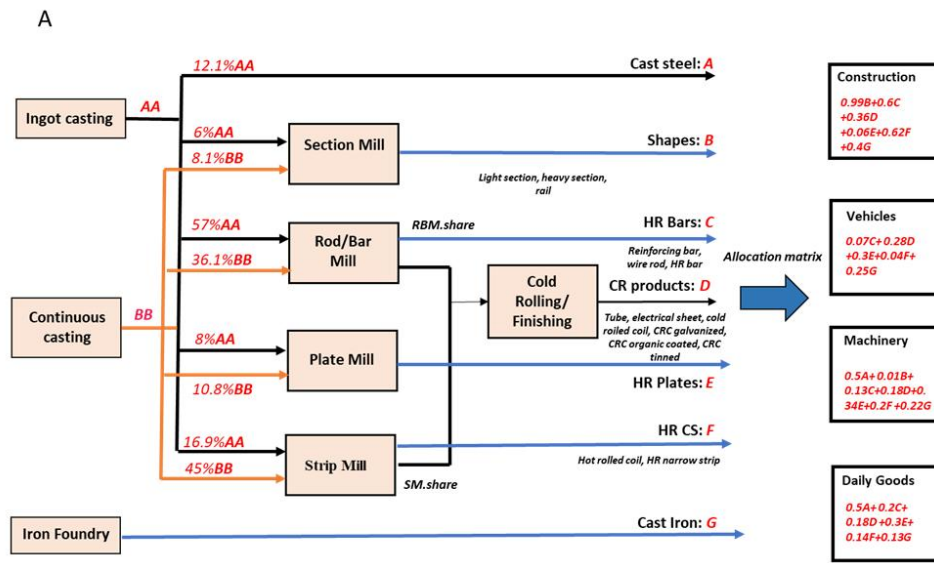 A
Ingot casting
AA
Continuous
casting
BB
Iron Foundry
12.1%AA
6%AA
8.1%BB
57%AA
36.1%BB
8%AA
10.8%BB
16.9%AA
45%BB
Section Mill
Rod/Bar
Mill
Plate Mill
Strip Mill
RBM.share
SM.share
Cold
Rolling/
Finishing
Cast steel: A
Shapes: B
Light section, heavy section,
rail
HR Bars: C
Reinforcing bar,
wire rod, HR bar
CR products: D
Tube, electrical sheet, cold
roiled coil, CRC galvanized,
CRC organic coated, CRC
tinned
HR Plates: E
HR CS: F
Hot rolled coil, HR narrow strip
Cast Iron: G
Allocation matrix
Construction
0.99B+0.6C
+0.36D
+0.06E+0.62F
+0.4G
Vehicles
0.07C+0.28D
+0.3E+0.04F+
0.25G
Machinery
0.5A+0.01B+
0.13C+0.18D+0.
34E+0.2F+0.22G
Daily Goods
0.5A+0.2C+
0.18D+0.3E+
0.14F+0.13G